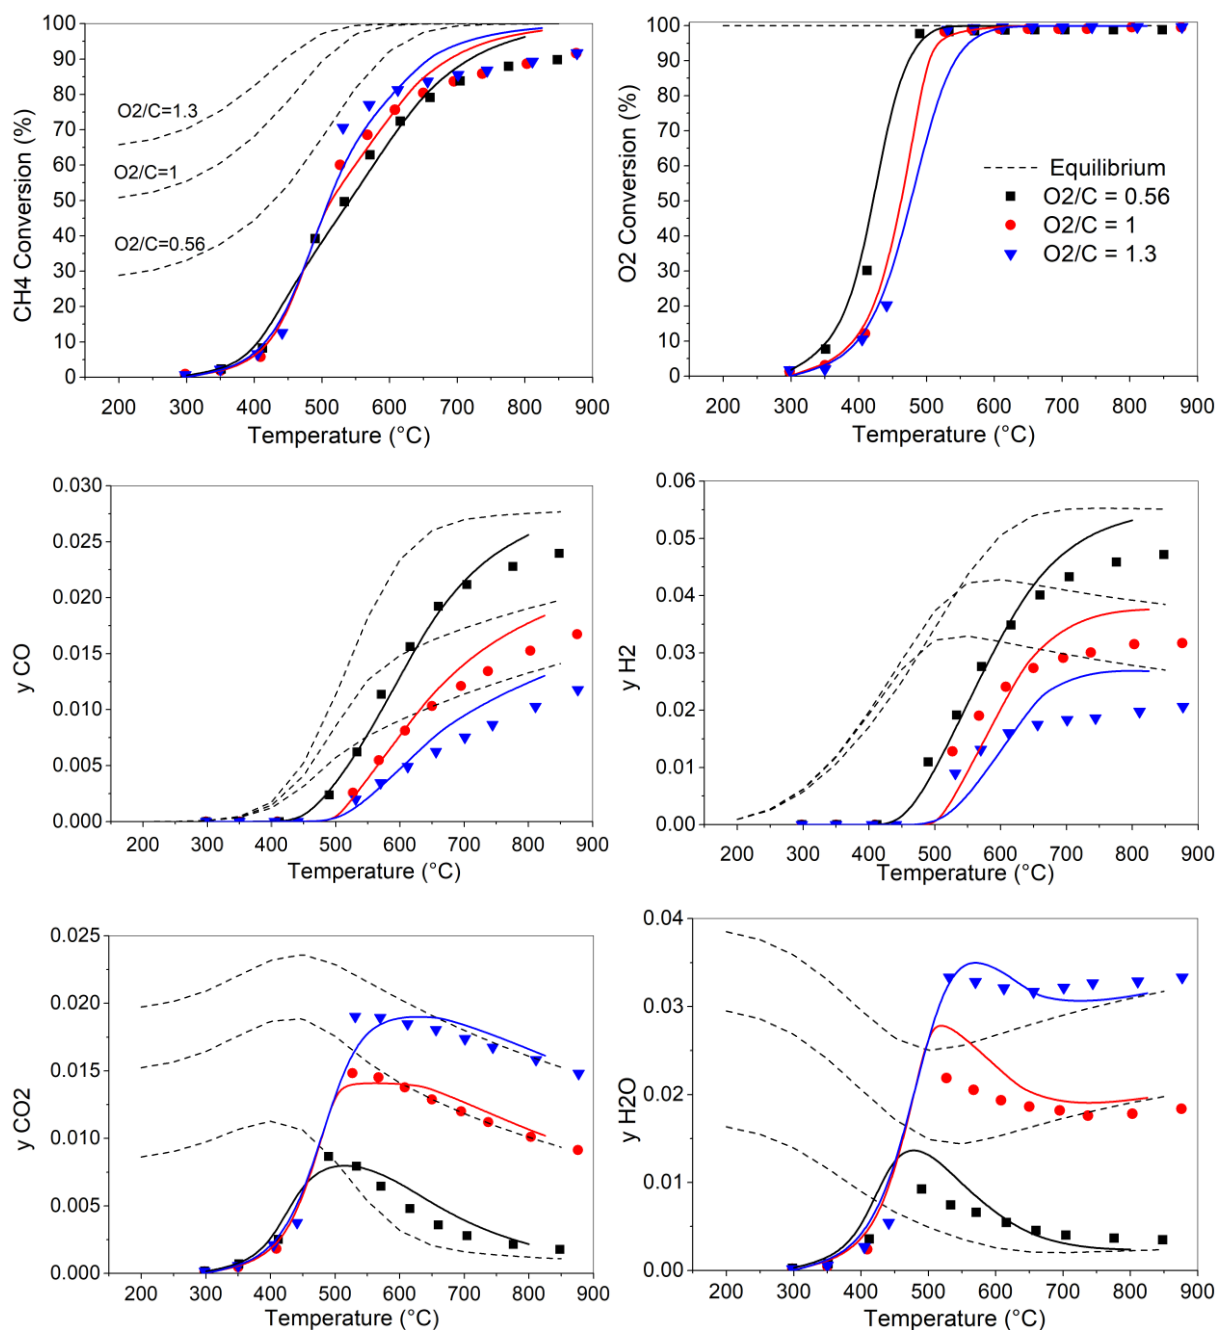 100
90
80
70
60
50
40
30
20
10
0
CH4 Conversion (%)
O2/C=1.3
O2/C=1
O2/C=0.56
200 300 400 500 600 700 800 900
Temperature (°C)
100
90
80
70
60
50
40
30
20
10
0
O2 Conversion (%)
Equilibrium
O2/C = 0.56
O2/C = 1
O2/C = 1.3
200 300 400 500 600 700 800 900
Temperature (°C)
0.030
0.025
0.020
0.015
0.010
0.005
0.000
y CO
200 300 400 500 600 700 800 900
Temperature (°C)
0.06
0.05
0.04
0.03
0.02
0.01
0.00
y H2
200 300 400 500 600 700 800 900
Temperature (°C)
0.025
0.020
0.015
0.010
0.005
0.000
y CO2
200 300 400 500 600 700 800 900
Temperature (°C)
0.04
0.03
0.02
0.01
0.00
y H2O
200 300 400 500 600 700 800 900
Temperature (°C)